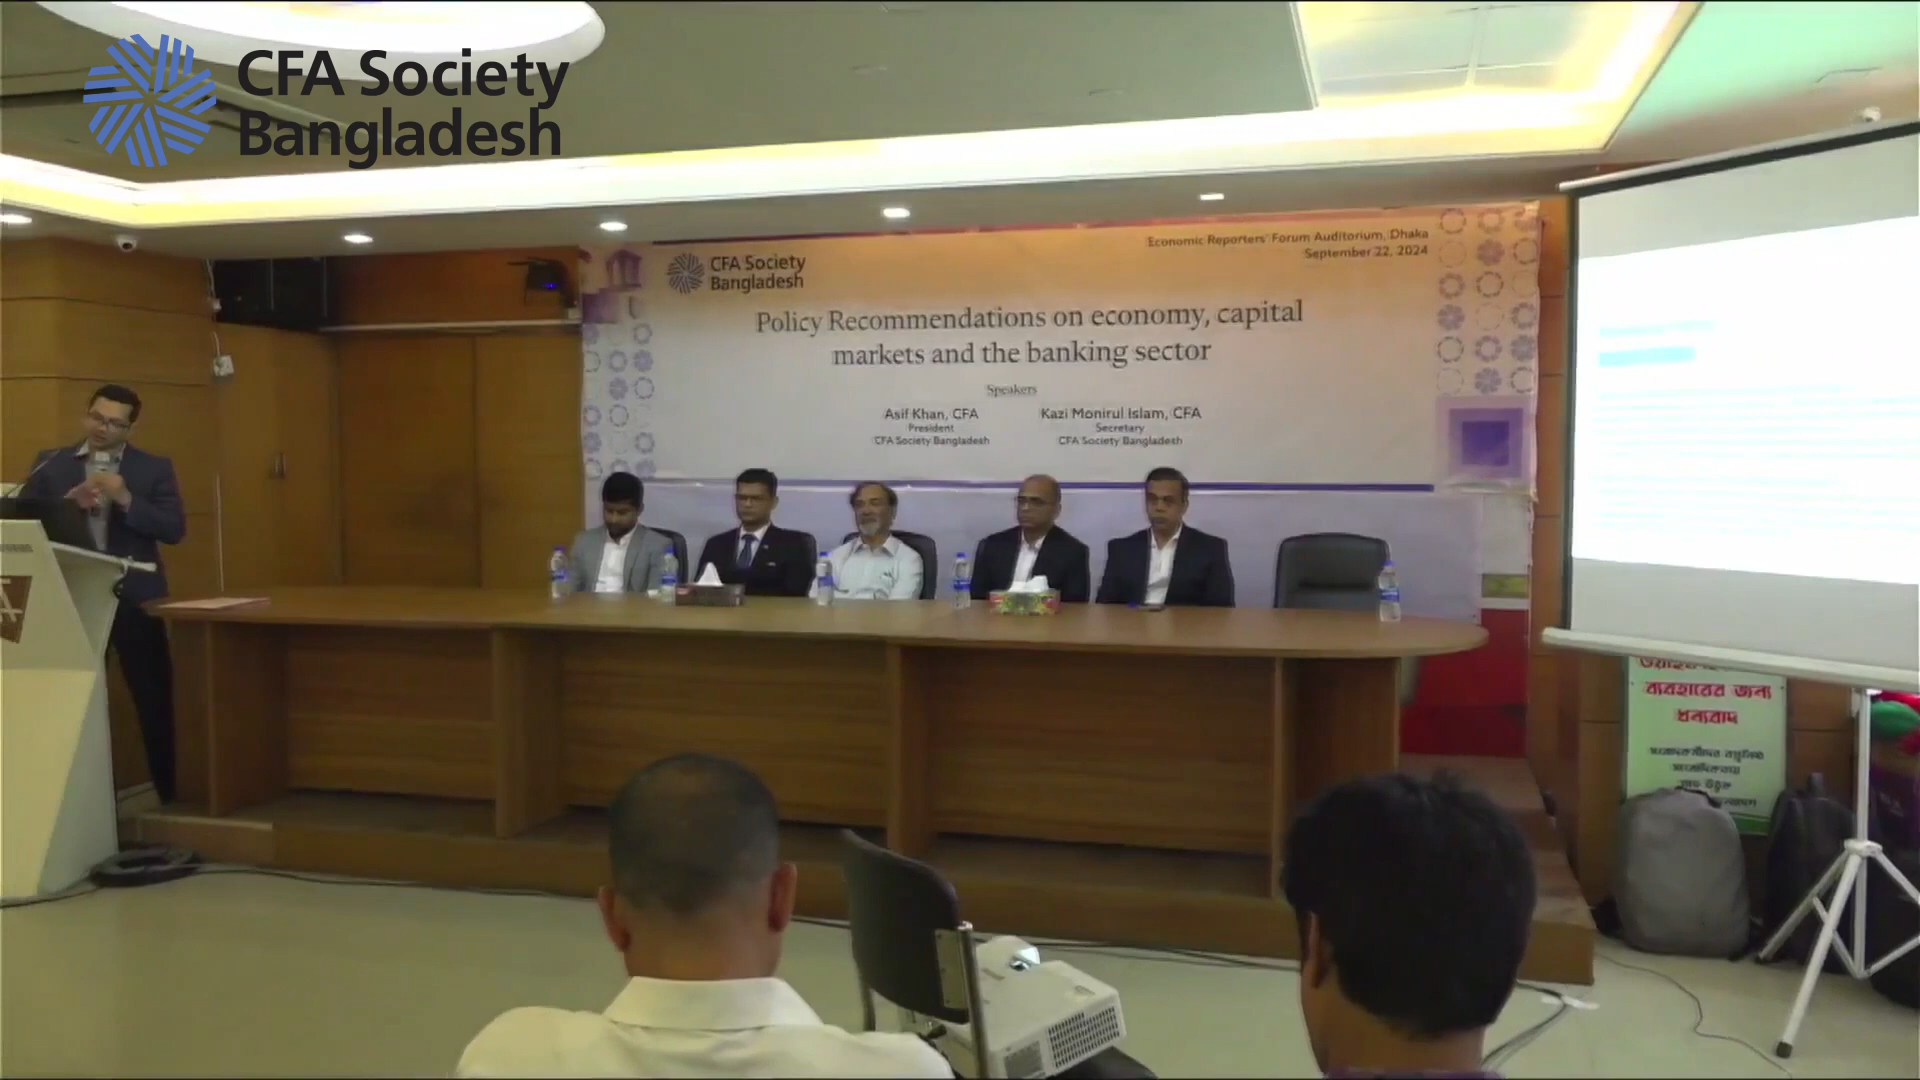 CFA Society
Bangladesh
Economic Reporters' Forum Auditorium, Dhaka
September 22, 2024
CFA Society
Bangladesh
Policy Recommendations on economy, capital
markets and the banking sector
Speakers
Asif Khan, CFA
President
CFA Society Bangladesh
Kazi Monirul Islam, CFA
Secretary
CFA Society Bangladesh
ব্যবহারের জন্য
ধন্যবাদ